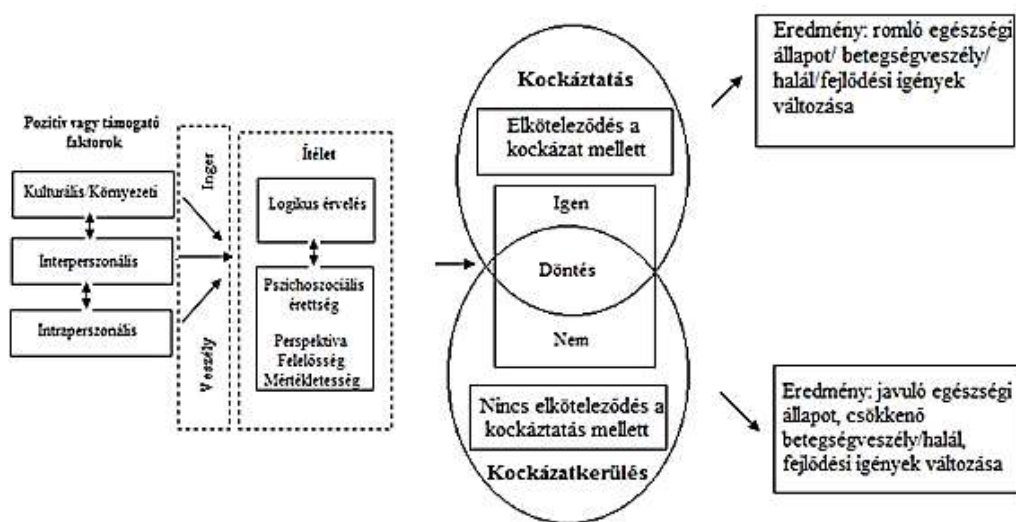 Pozitív vagy támogató
faktorok
Kulturális/Környezeti
Interperszonális
Intraperszonális
Inger
Veszély
Ítélet
Logikus érvelés
Pszichoszociális
érettség
Perspektíva
Felelősség
Mértékletesség
Kockáztatás
Elköteleződés a
kockázat mellett
Igen
Döntés
Nem
Nincs elköteleződés a
kockáztatás mellett
Kockázatkerülés
Eredmény: romló egészségi
állapot/ betegségveszély/
halál/fejlődési igények
változása
Eredmény: javuló egészségi
állapot, csökkenő
betegségveszély/halál,
fejlődési igények változása